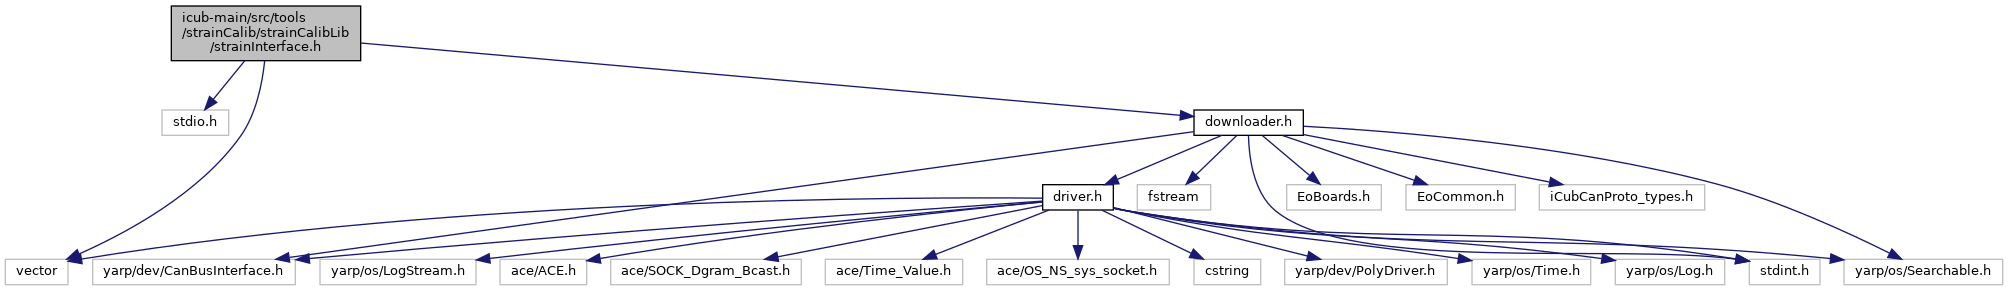 icub-main/src/tools
/strainCalib/strainCalibLib
/strainInterface.h
stdio.h
downloader.h
driver.h
fstream
EoBoards.h
EoCommon.h
iCubCanProto_types.h
vector
yarp/dev/CanBusInterface.h
yarp/os/LogStream.h
ace/ACE.h
ace/SOCK_Dgram_Bcast.h
ace/Time_Value.h
ace/OS_NS_sys_socket.h
cstring
yarp/dev/PolyDriver.h
yarp/os/Time.h
yarp/os/Log.h
stdint.h
yarp/os/Searchable.h